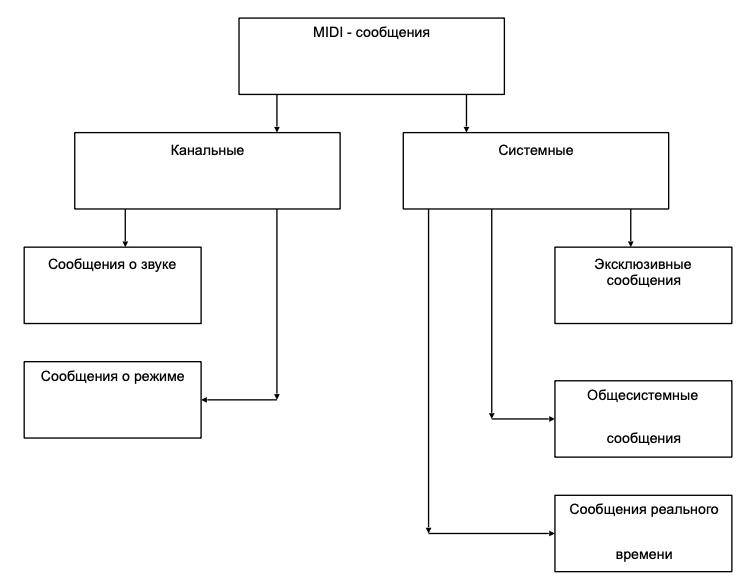 MIDI - сообщения
Канальные
Системные
Сообщения о звуке
Эксклюзивные
сообщения
Сообщения о режиме
Общесистемные
сообщения
Сообщения реального
времени